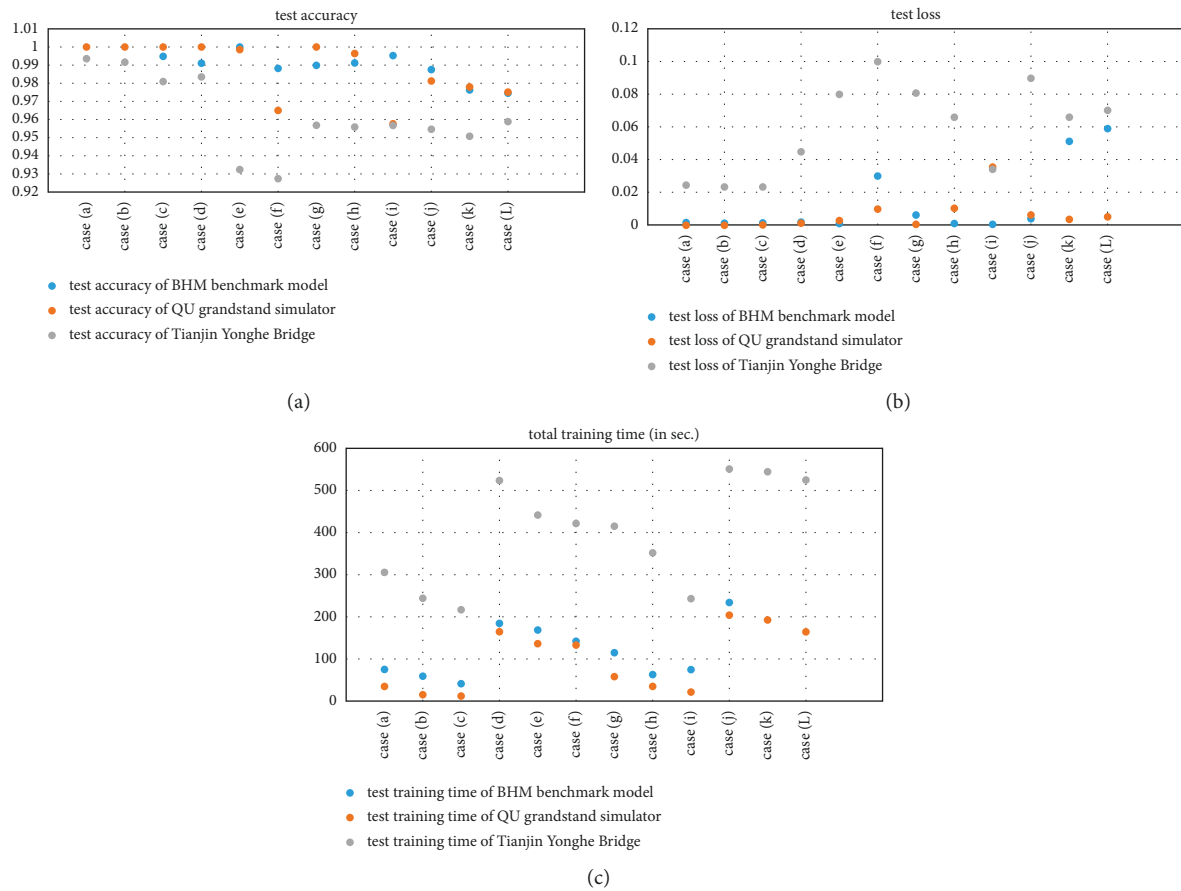 test accuracy
1.01
1
0.99
0.98
0.97
0.96
0.95
0.94
0.93
0.92
case (a)
case (b)
case (c)
case (d)
case (e)
case (f)
case (g)
case (h)
case (i)
case (j)
case (k)
case (L)
test accuracy of BHM benchmark model
test accuracy of QU grandstand simulator
test accuracy of Tianjin Yonghe Bridge
(a)
test loss
0.12
0.1
0.08
0.06
0.04
0.02
0
case (a)
case (b)
case (c)
case (d)
case (e)
case (f)
case (g)
case (h)
case (i)
case (j)
case (k)
case (L)
test loss of BHM benchmark model
test loss of QU grandstand simulator
test loss of Tianjin Yonghe Bridge
(b)
total training time (in sec.)
600
500
400
300
200
100
0
case (a)
case (b)
case (c)
case (d)
case (e)
case (f)
case (g)
case (h)
case (i)
case (j)
case (k)
case (L)
test training time of BHM benchmark model
test training time of QU grandstand simulator
test training time of Tianjin Yonghe Bridge
(c)